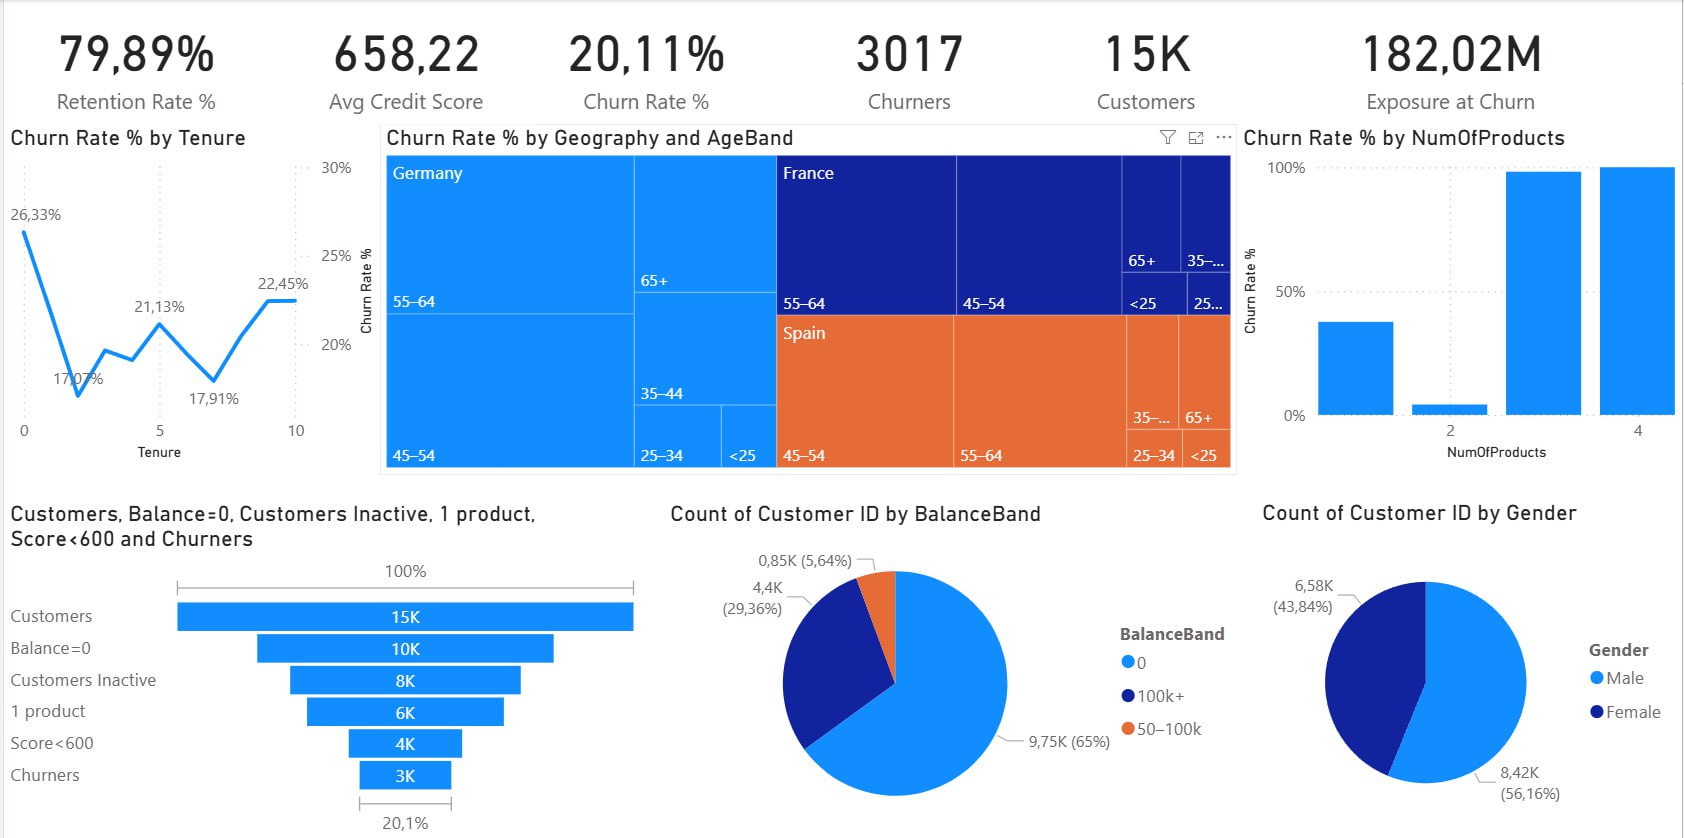 79,89%
Retention Rate %
658,22
Avg Credit Score
20,11%
Churn Rate %
3017
Churners
15K
Customers
182,02M
Exposure at Churn
Churn Rate % by Tenure
30%
25%
20%
Churn Rate %
26,33%
17,07%
21,13%
17,91%
22,45%
0
5
10
Tenure
Churn Rate % by Geography and AgeBand
Germany
55–64
65+
35–44
45–54
25–34
<25
France
55–64
45–54
65+
35–...
<25
25...
Spain
45–54
55–64
35–...
65+
25–34
<25
Churn Rate % by NumOfProducts
100%
50%
0%
Churn Rate %
2
4
NumOfProducts
Customers, Balance=0, Customers Inactive, 1 product,
Score<600 and Churners
100%
Customers
15K
Balance=0
10K
Customers Inactive
8K
1 product
6K
Score<600
4K
Churners
3K
20,1%
Count of Customer ID by BalanceBand
0,85K (5,64%)
4,4K
(29,36%)
9,75K (65%)
BalanceBand
0
100k+
50–100k
Count of Customer ID by Gender
6,58K
(43,84%)
8,42K
(56,16%)
Gender
Male
Female